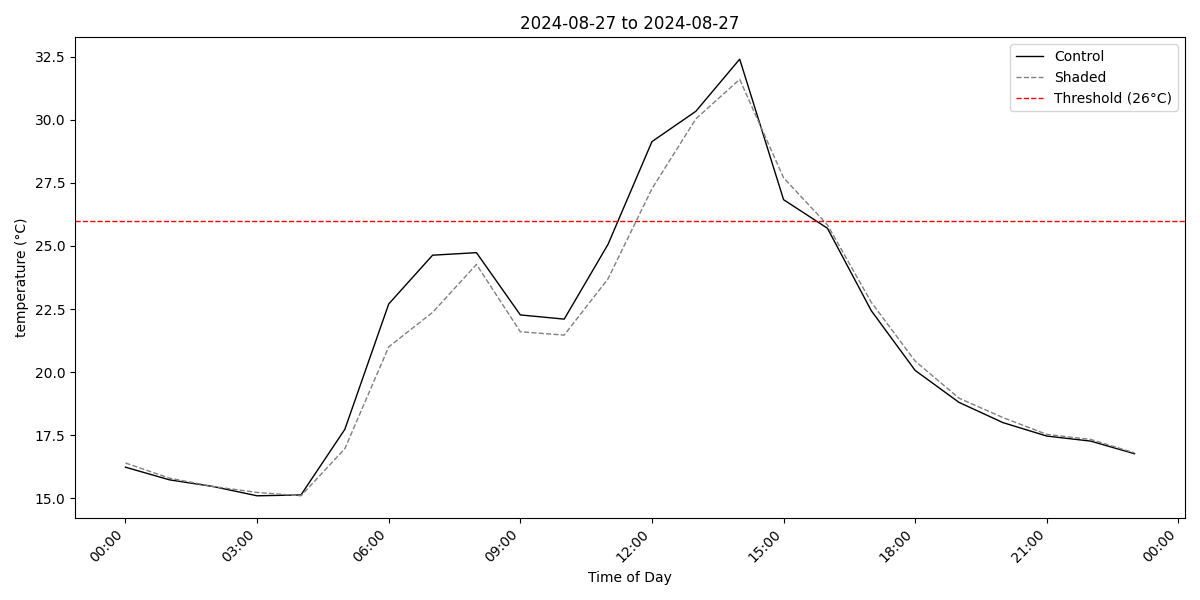 2024-08-27 to 2024-08-27
Control
Shaded
Threshold (26°C)
temperature (°C)
32.5
30.0
27.5
25.0
22.5
20.0
17.5
15.0
00:00
03:00
06:00
09:00
12:00
15:00
18:00
21:00
00:00
Time of Day